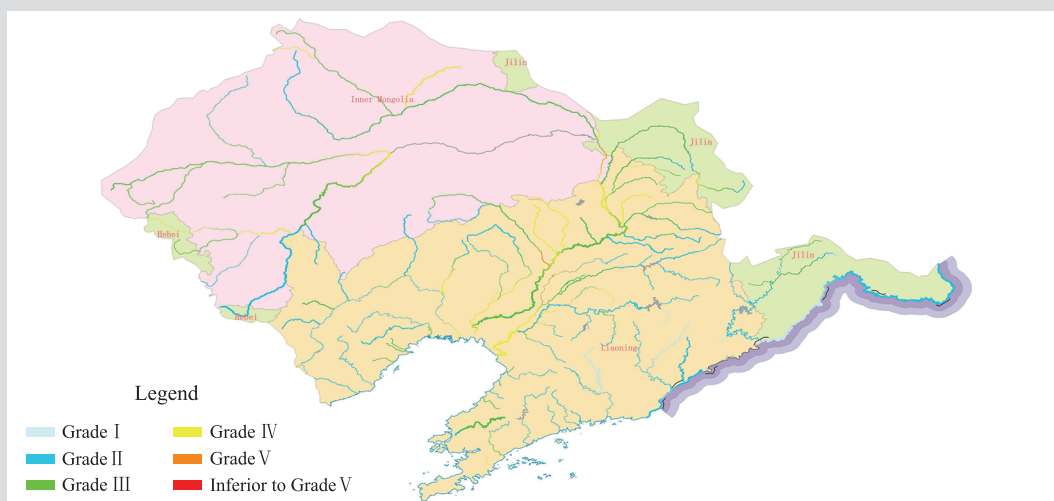 Jilin
Inner Mongolia
Jilin
Hebei
Jilin
Hebei
Liaoning
Legend
Grade Ⅰ
Grade Ⅳ
Grade Ⅱ
Grade Ⅴ
Grade Ⅲ
Inferior to Grade Ⅴ